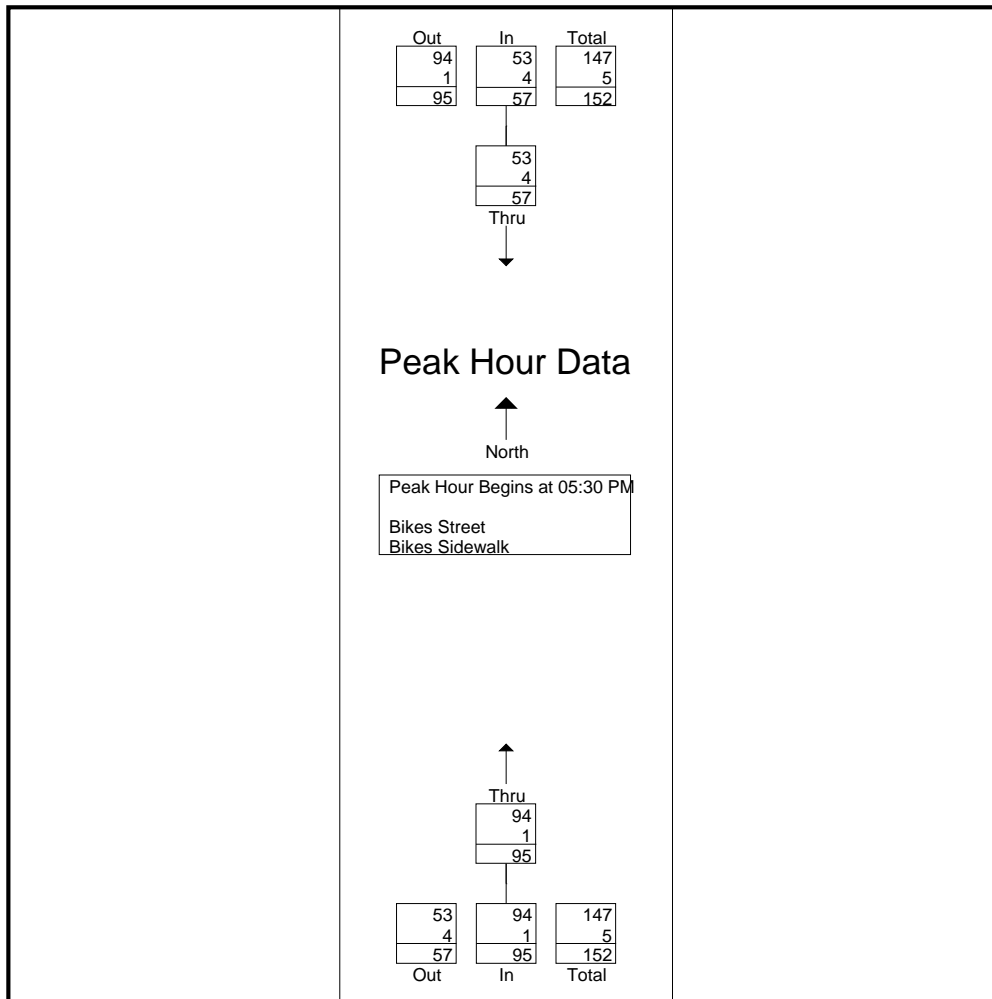 Out In Total
94 53 147
1 4 5
95 57 152
53
4
57
Thru
Peak Hour Data
North
Peak Hour Begins at 05:30 PM
Bikes Street
Bikes Sidewalk
Thru
94
1
95
53 94 147
4 1 5
57 95 152
Out In Total